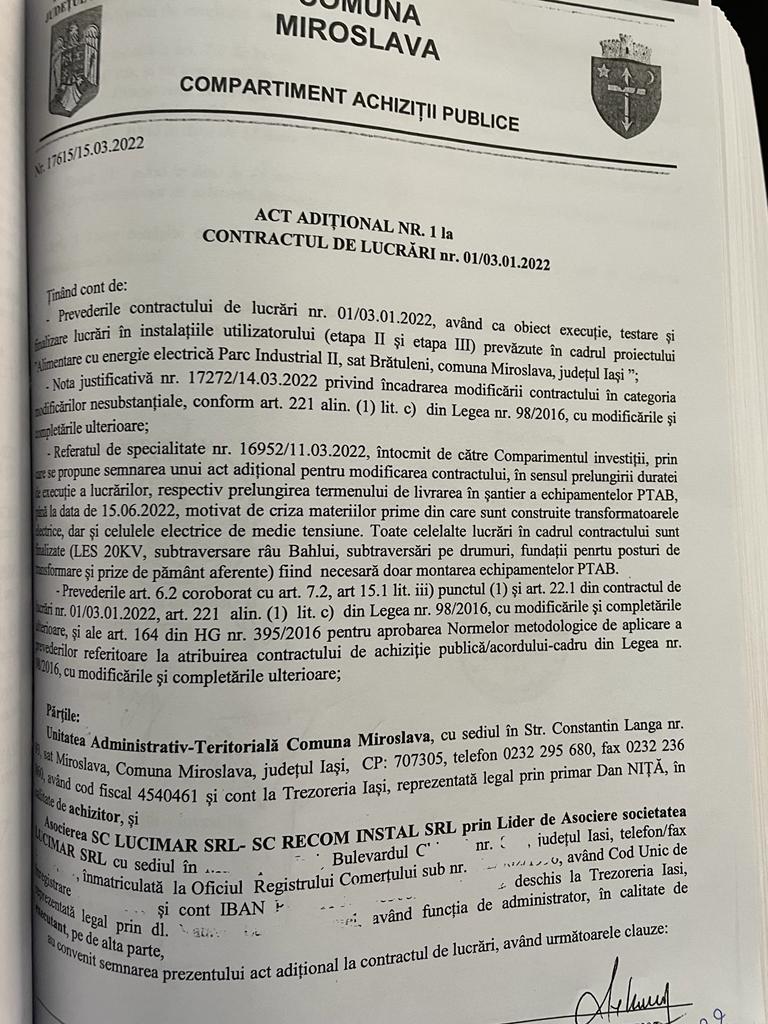 COMUNA
MIROSLAVA
COMPARTIMENT ACHIZIȚII PUBLICE
Nr. 17615/15.03.2022
ACT ADIȚIONAL NR. 1 la
CONTRACTUL DE LUCRĂRI nr. 01/03.01.2022
Ținând cont de:
- Prevederile contractului de lucrări nr. 01/03.01.2022, având ca obiect execuție, testare și
finalizare lucrări în instalațiile utilizatorului (etapa II și etapa III) prevăzute în cadrul proiectului
"Alimentare cu energie electrică Parc Industrial II, sat Brătuleni, comuna Miroslava, județul Iași ";
- Nota justificativă nr. 17272/14.03.2022 privind încadrarea modificării contractului în categoria
modificărilor nesubstanțiale, conform art. 221 alin. (1) lit. c) din Legea nr. 98/2016, cu modificările și
completările ulterioare;
- Referatul de specialitate nr. 16952/11.03.2022, întocmit de către Comparimentul investiții, prin
care se propune semnarea unui act adițional pentru modificarea contractului, în sensul prelungirii duratei
de execuție a lucrărilor, respectiv prelungirea termenului de livrarea în șantier a echipamentelor PTAB,
până la data de 15.06.2022, motivat de criza materiilor prime din care sunt construite transformatoarele
electrice, dar și celulele electrice de medie tensiune. Toate celelalte lucrări în cadrul contractului sunt
finalizate (LES 20KV, subtraversare râu Bahlui, subtraversări pe drumuri, fundații penrtu posturi de
transformare și prize de pământ aferente) fiind necesară doar montarea echipamentelor PTAB.
- Prevederile art. 6.2 coroborat cu art. 7.2, art 15.1 lit. iii) punctul (1) și art. 22.1 din contractul de
lucrări nr. 01/03.01.2022, art. 221 alin. (1) lit. c) din Legea nr. 98/2016, cu modificările și completările
ulterioare, și ale art. 164 din HG nr. 395/2016 pentru aprobarea Normelor metodologice de aplicare a
prevederilor referitoare la atribuirea contractului de achiziție publică/acordului-cadru din Legea nr.
98/2016, cu modificările și completările ulterioare;
Părțile:
Unitatea Administrativ-Teritorială Comuna Miroslava, cu sediul în Str. Constantin Langa nr.
sat Miroslava, Comuna Miroslava, județul Iași, CP: 707305, telefon 0232 295 680, fax 0232 236
având cod fiscal 4540461 și cont la Trezoreria Iași, reprezentată legal prin primar Dan NIȚĂ, în
calitate de achizitor, și
Asocierea SC LUCIMAR SRL- SC RECOM INSTAL SRL prin Lider de Asociere societatea
LUCIMAR SRL cu sediul în Bulevardul nr. , județul Iasi, telefon/fax
, înmatriculată la Oficiul Registrului Comerțului sub nr. , având Cod Unic de
Înregistrare și cont IBAN deschis la Trezoreria Iasi,
reprezentată legal prin dl. având funcția de administrator, în calitate de
executant, pe de alta parte,
au convenit semnarea prezentului act adițional la contractul de lucrări, având următoarele clauze: